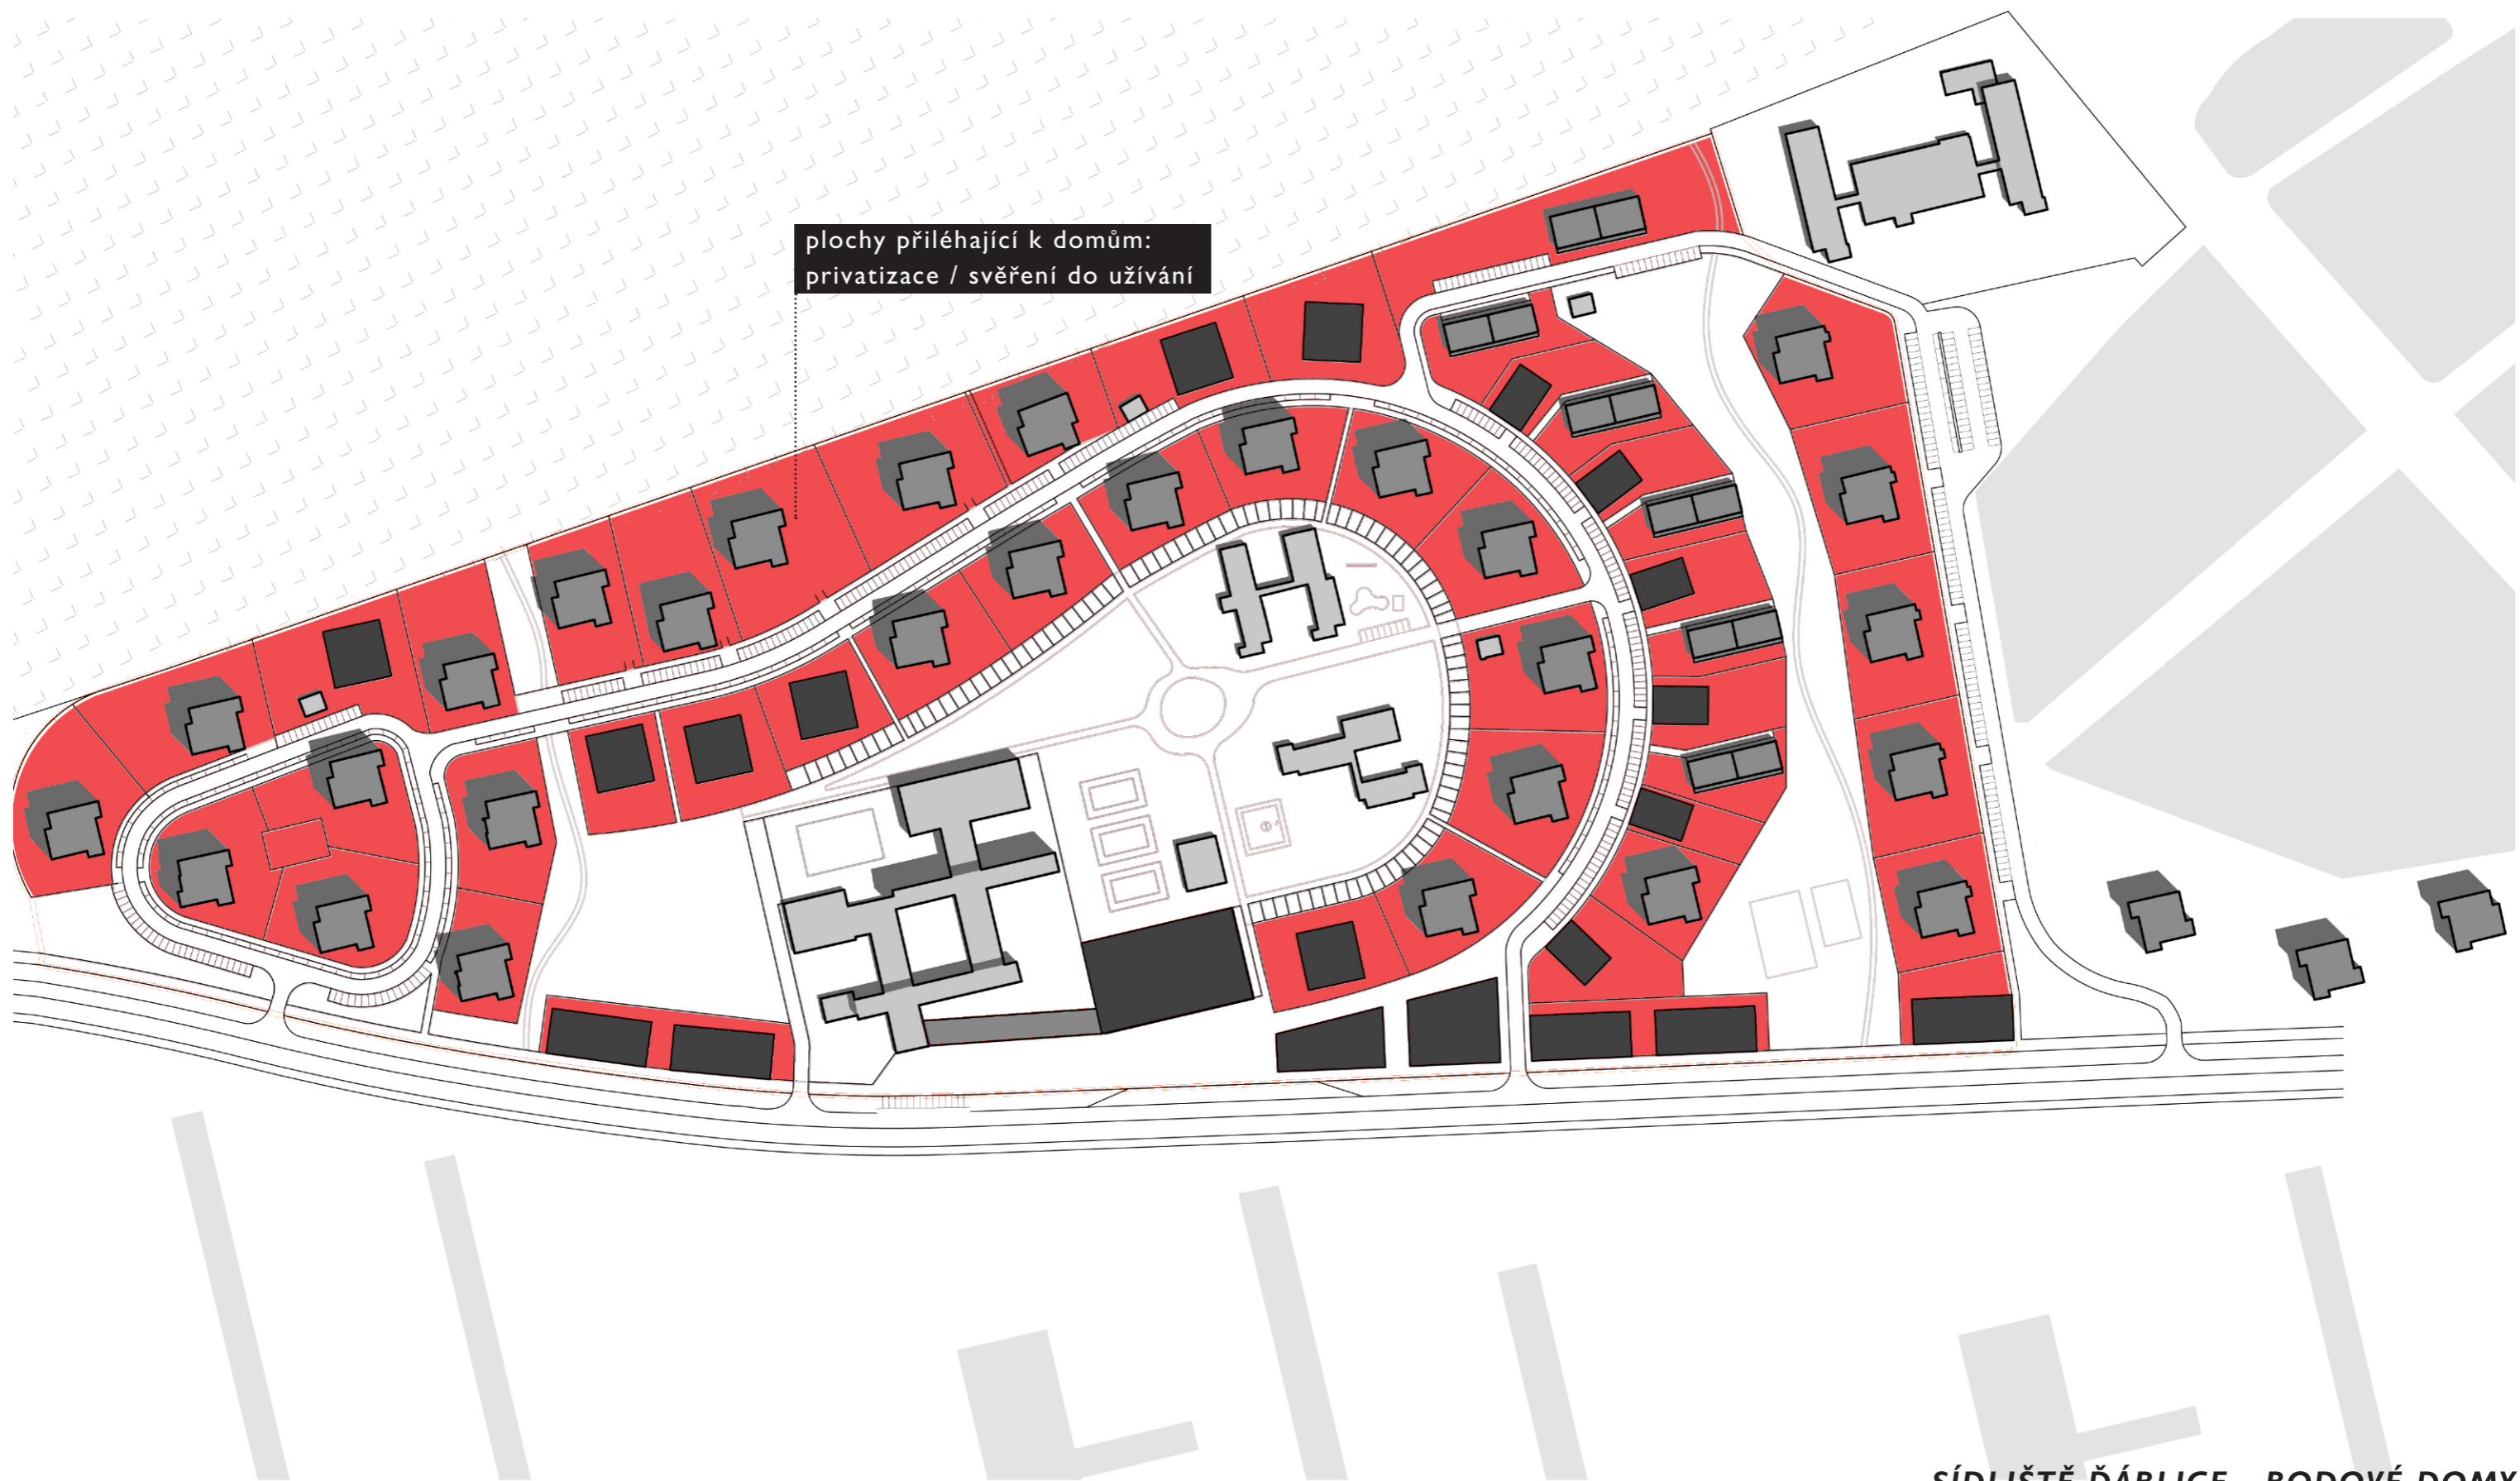 plochy přiléhající k domům:
privatizace / svěření do užívání
SÍDLIŠTĚ ĎÁBLICE BODOVÉ DOMY